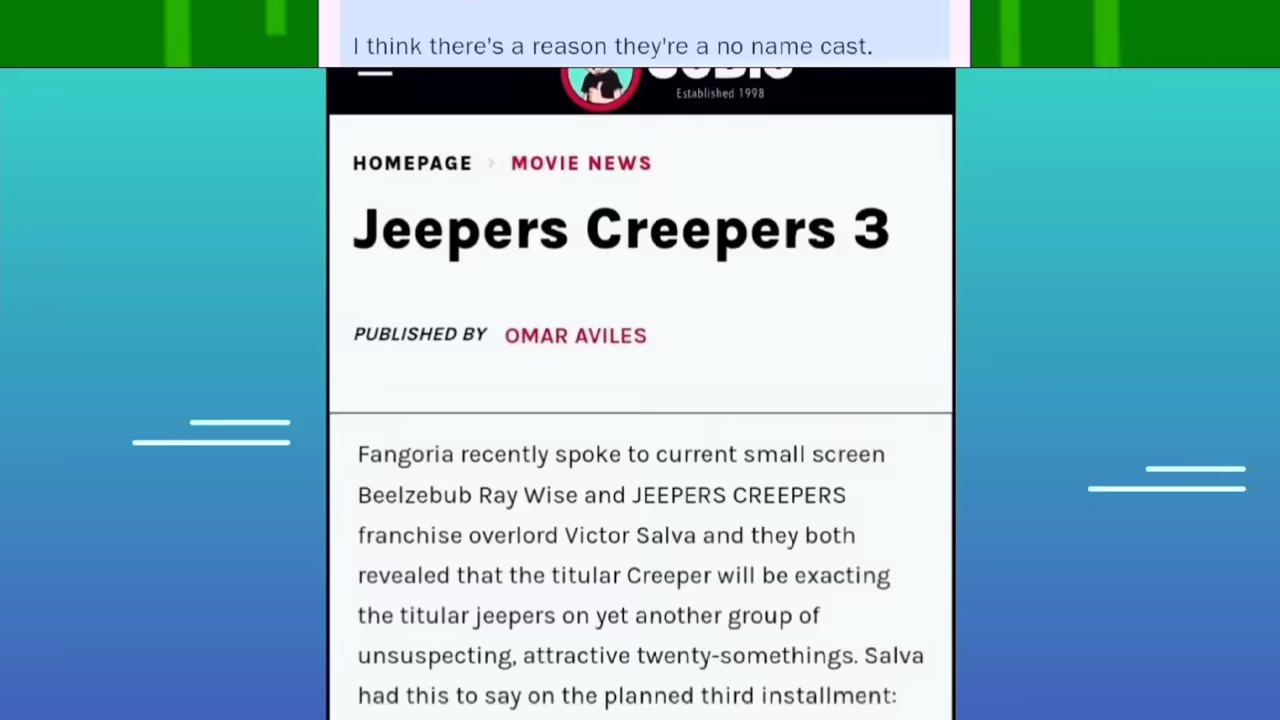 I think there's a reason they're a no name cast.
Established 1998
HOMEPAGE > MOVIE NEWS
Jeepers Creepers 3
PUBLISHED BY OMAR AVILES
Fangoria recently spoke to current small screen
Beelzebub Ray Wise and JEEPERS CREEPERS
franchise overlord Victor Salva and they both
revealed that the titular Creeper will be exacting
the titular jeepers on yet another group of
unsuspecting, attractive twenty-somethings. Salva
had this to say on the planned third installment: